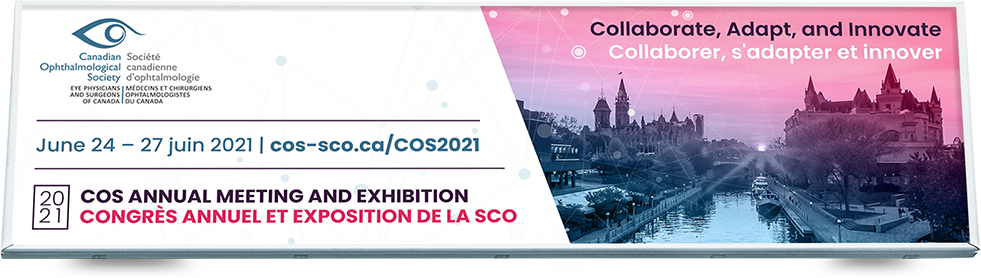 Canadian Ophthalmological Society
Société canadienne d'ophtalmologie
EYE PHYSICIANS AND SURGEONS OF CANADA
MÉDECINS ET CHIRURGIENS OPHTALMOLOGISTES DU CANADA
June 24 – 27 juin 2021 | cos-sco.ca/COS2021
2021
COS ANNUAL MEETING AND EXHIBITION
CONGRÈS ANNUEL ET EXPOSITION DE LA SCO
Collaborate, Adapt, and Innovate
Collaborer, s'adapter et innover